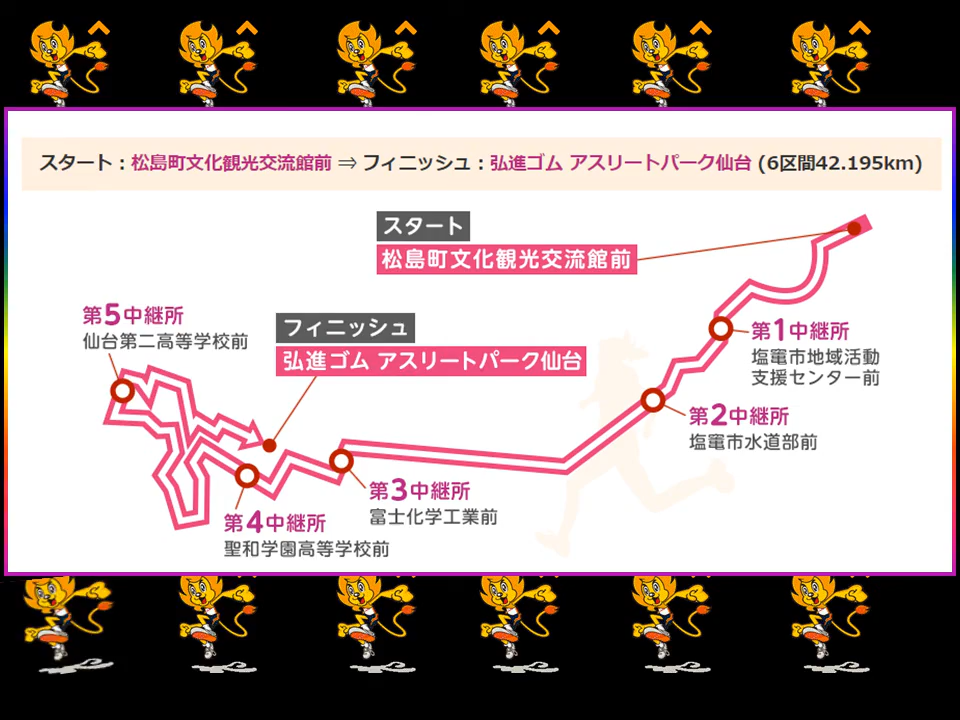 スタート：松島町文化観光交流館前 ⇒ フィニッシュ：弘進ゴム アスリートパーク仙台 (6区間42.195km)
スタート
松島町文化観光交流館前
第5中継所
仙台第二高等学校前
フィニッシュ
弘進ゴム アスリートパーク仙台
第1中継所
塩竈市地域活動
支援センター前
第2中継所
塩竈市水道部前
第3中継所
富士化学工業前
第4中継所
聖和学園高等学校前